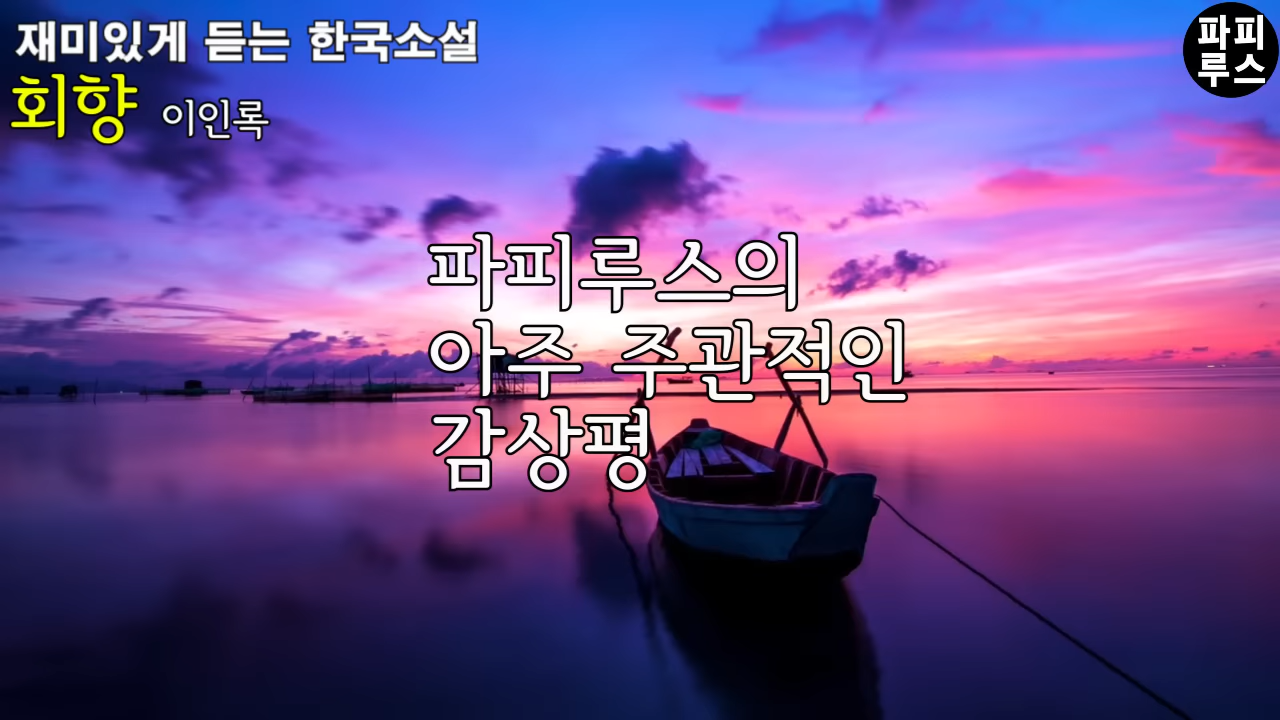 재미있게 듣는 한국소설
회향 이인록
파피
루스
파피루스의
아주 주관적인
감상평